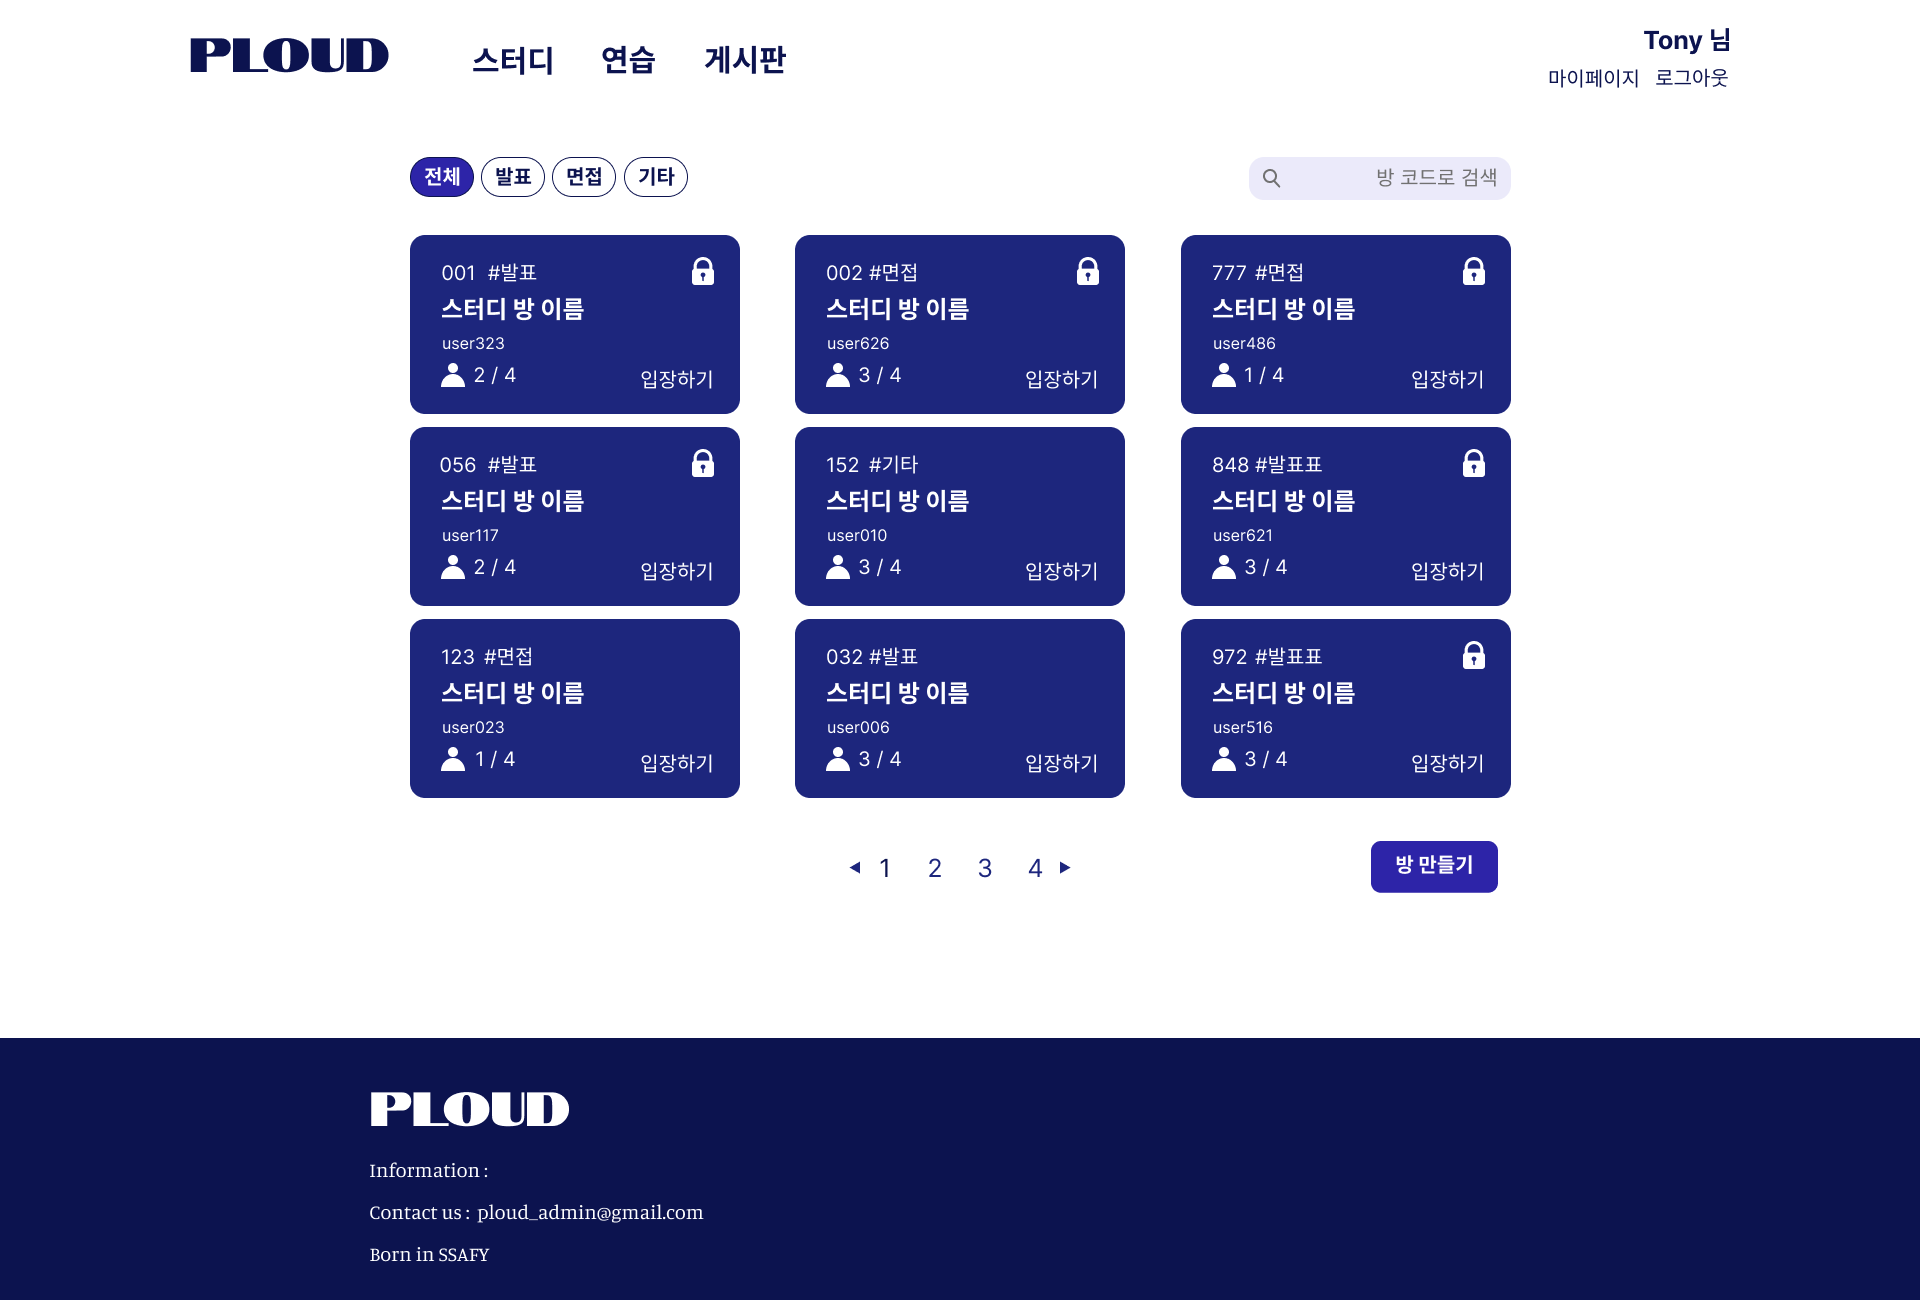 PLOUD
스터디 연습 게시판
Tony 님
마이페이지 로그아웃
전체 발표 면접 기타
방 코드로 검색
001 #발표
스터디 방 이름
user323
2 / 4 입장하기
002 #면접
스터디 방 이름
user626
3 / 4 입장하기
777 #면접
스터디 방 이름
user486
1 / 4 입장하기
056 #발표
스터디 방 이름
user117
2 / 4 입장하기
152 #기타
스터디 방 이름
user010
3 / 4 입장하기
848 #발표표
스터디 방 이름
user621
3 / 4 입장하기
123 #면접
스터디 방 이름
user023
1 / 4 입장하기
032 #발표
스터디 방 이름
user006
3 / 4 입장하기
972 #발표표
스터디 방 이름
user516
3 / 4 입장하기
1 2 3 4
방 만들기
PLOUD
Information :
Contact us : ploud_admin@gmail.com
Born in SSAFY